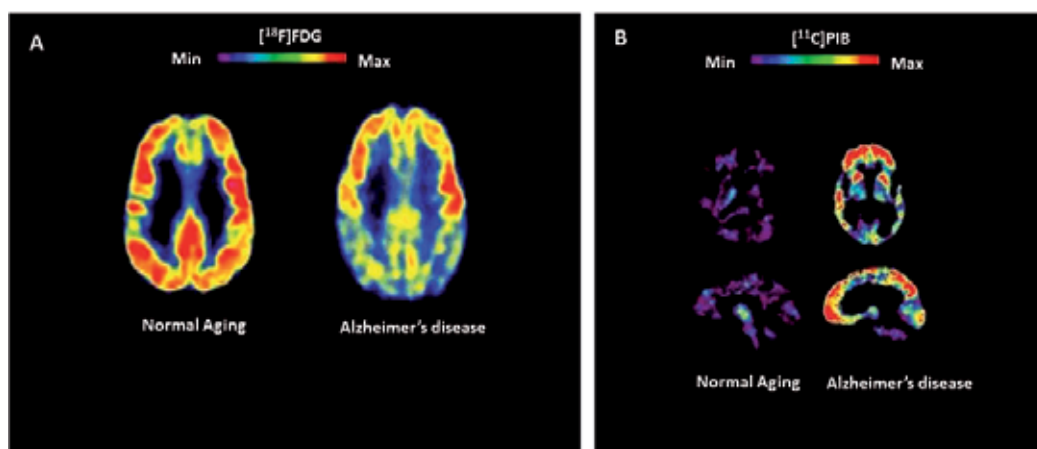 A
[¹⁸F]FDG
Min Max
Normal Aging Alzheimer's disease
B
[¹¹C]PIB
Min Max
Normal Aging Alzheimer's disease